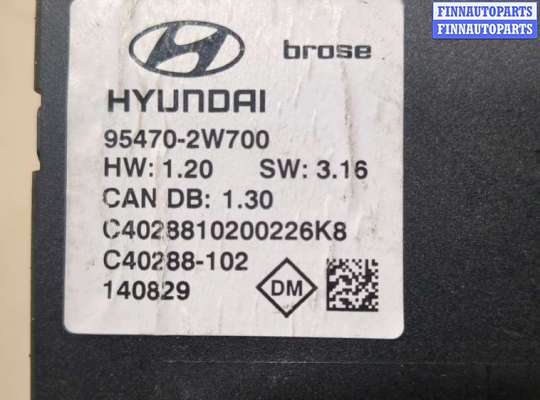 FINNAUTOPARTS
FINNAUTOPARTS
brose
HYUNDAI
95470-2W700
HW: 1.20 SW: 3.16
CAN DB: 1.30
C4028810200226K8
C40288-102
140829
DM